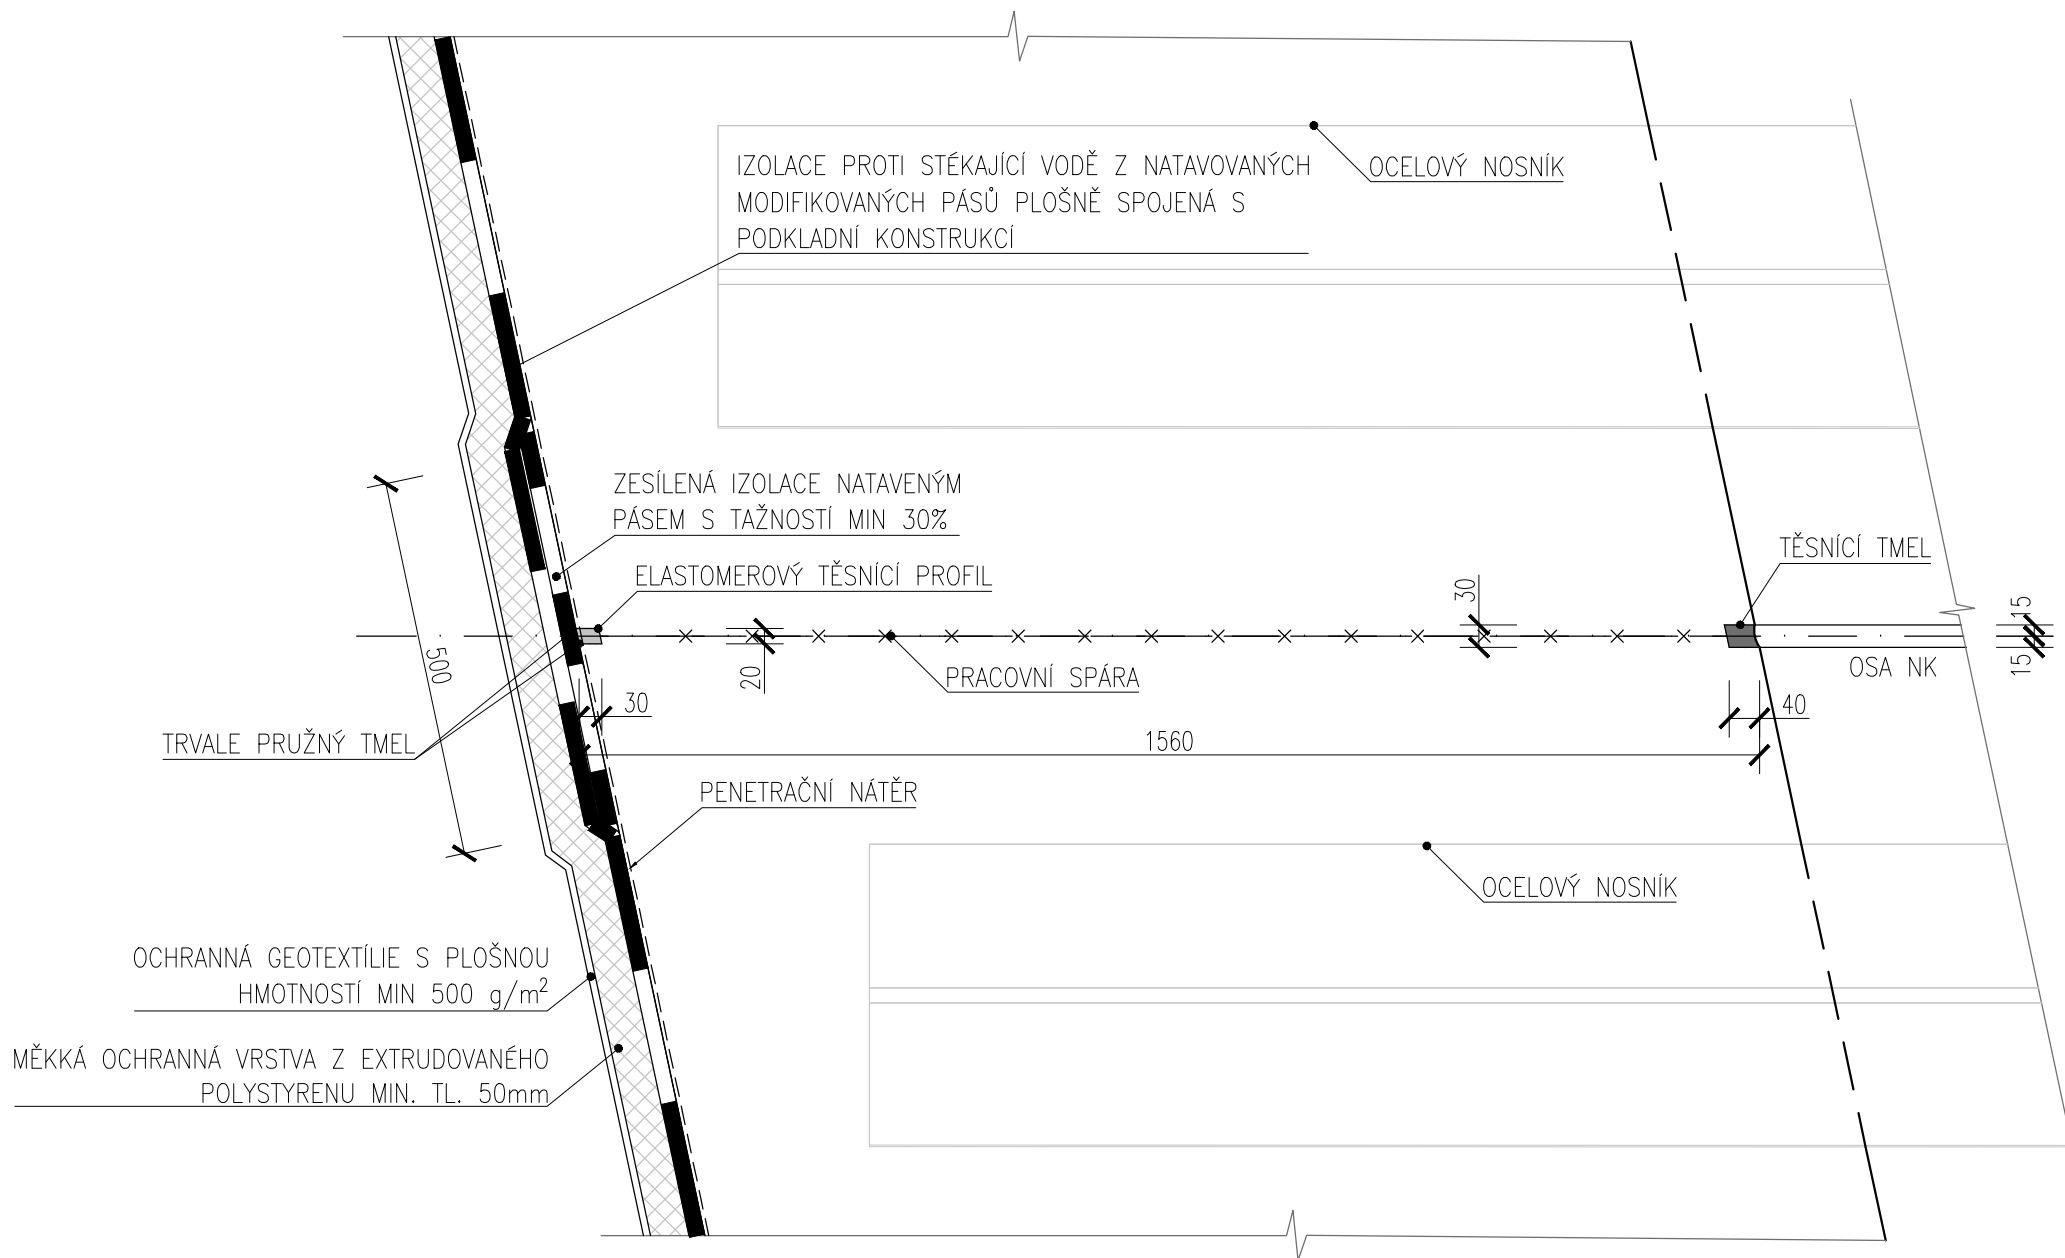 IZOLACE PROTI STÉKAJÍCÍ VODĚ Z NATAVOVANÝCH
MODIFIKOVANÝCH PÁSŮ PLOŠNĚ SPOJENÁ S
PODKLADNÍ KONSTRUKCÍ
OCELOVÝ NOSNÍK
ZESÍLENÁ IZOLACE NATAVENÝM
PÁSEM S TAŽNOSTÍ MIN 30%
ELASTOMEROVÝ TĚSNÍCÍ PROFIL
TĚSNÍCÍ TMEL
30
15
15
500
20
PRACOVNÍ SPÁRA
OSA NK
30
40
TRVALE PRUŽNÝ TMEL
1560
PENETRAČNÍ NÁTĚR
OCELOVÝ NOSNÍK
OCHRANNÁ GEOTEXTÍLIE S PLOŠNOU
HMOTNOSTÍ MIN 500 g/m²
MĚKKÁ OCHRANNÁ VRSTVA Z EXTRUDOVANÉHO
POLYSTYRENU MIN. TL. 50mm